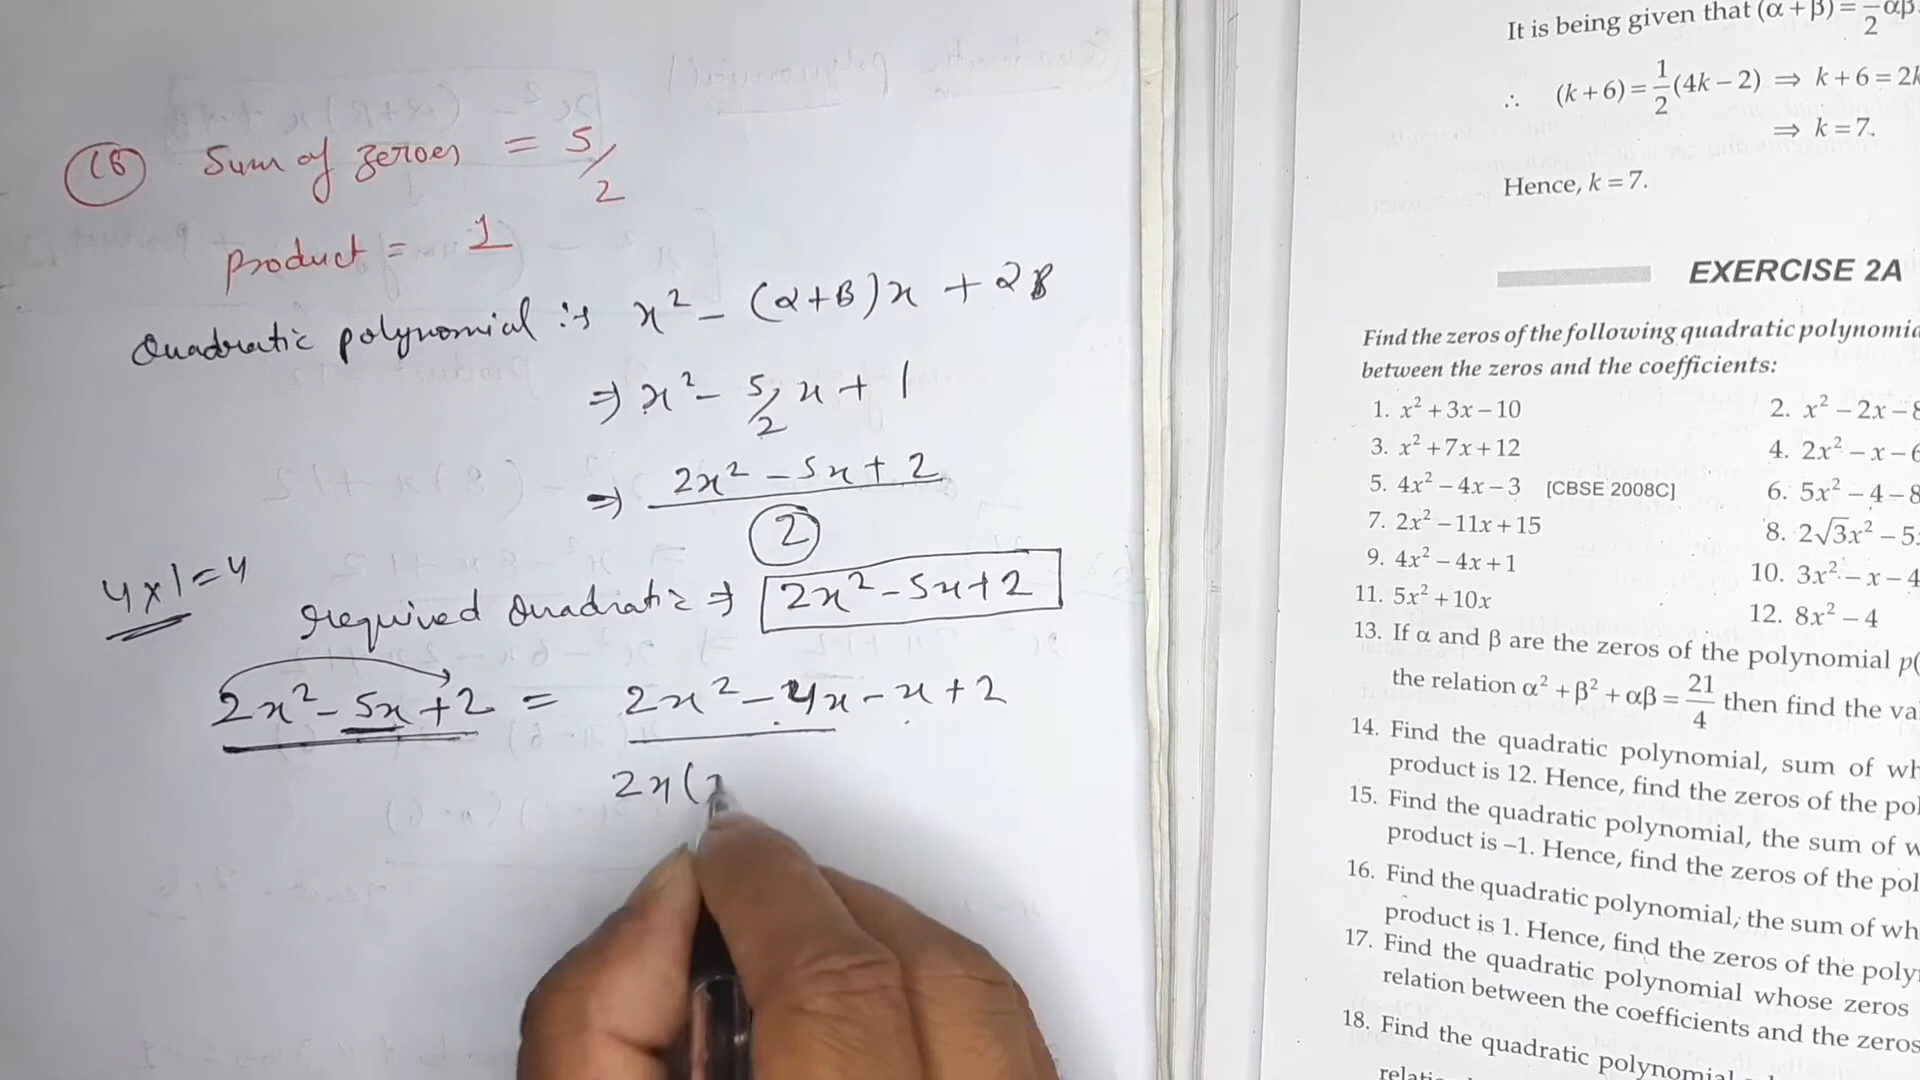 (16) Sum of zeroes = 5/2
product = 1
Quadratic polynomial is x² - (α+β)x + αβ
⇒ x² - 5/2 x + 1
⇒ 2x² - 5x + 2
2
4x1=4
required Quadratic ⇒ 2x² - 5x + 2
2x² - 5x + 2 = 2x² - 4x - x + 2
2x(
It is being given that (α + β) = 1/2 αβ.
∴ (k + 6) = 1/2 (4k − 2) ⇒ k + 6 = 2k
⇒ k = 7.
Hence, k = 7.
EXERCISE 2A
Find the zeros of the following quadratic
between the zeros and the coefficients:
1. x² + 3x − 10 2. x² − 2x −
3. x² + 7x + 12 4. 2x² − x − 6
5. 4x² − 4x − 3 [CBSE 2008C] 6. 5x² − 4 − 8
7. 2x² − 11x + 15 8. 2√3x² − 5
9. 4x² − 4x + 1 10. 3x² − x − 4
11. 5x² + 10x 12. 8x² − 4
13. If α and β are the zeros of the polynomial p(
the relation α² + β² + αβ = 21/4 then find the
14. Find the quadratic polynomial, sum of
product is 12. Hence, find the zeros of the
15. Find the quadratic polynomial, the sum of
product is −1. Hence, find the zeros of the
16. Find the quadratic polynomial, the sum of
product is 1. Hence, find the zeros of the
17. Find the quadratic polynomial whose zeros
relation between the coefficients and the zeros
18. Find the quadratic